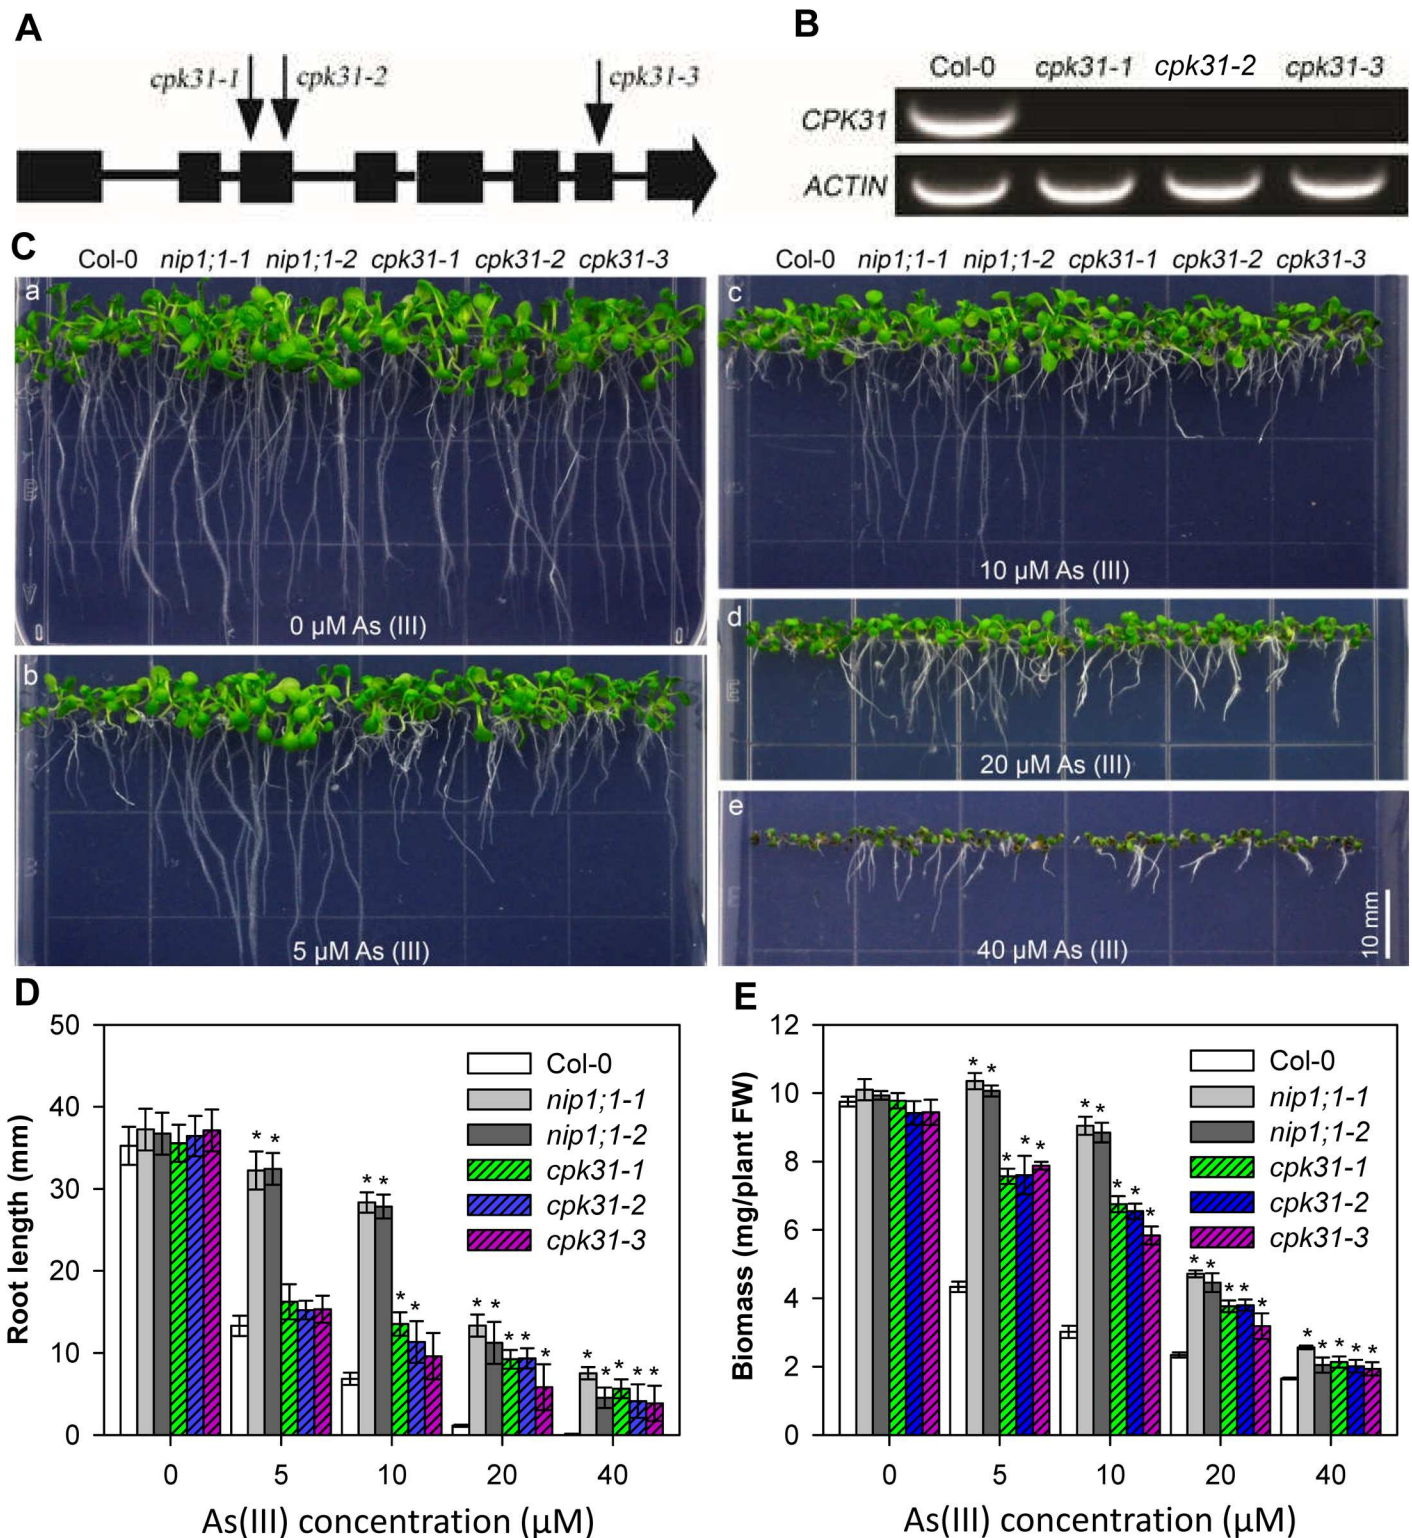 A
cpk31-1
cpk31-2
cpk31-3
B
Col-0 cpk31-1 cpk31-2 cpk31-3
CPK31
ACTIN
C
Col-0 nip1;1-1 nip1;1-2 cpk31-1 cpk31-2 cpk31-3
a
0 µM As (III)
b
5 µM As (III)
Col-0 nip1;1-1 nip1;1-2 cpk31-1 cpk31-2 cpk31-3
c
10 µM As (III)
d
20 µM As (III)
e
40 µM As (III)
10 mm
D
Root length (mm)
50
40
30
20
10
0
Col-0
nip1;1-1
nip1;1-2
cpk31-1
cpk31-2
cpk31-3
* *
* *
* *
* *
* *
*
* * * * *
0 5 10 20 40
As(III) concentration (µM)
E
Biomass (mg/plant FW)
12
10
8
6
4
2
0
Col-0
nip1;1-1
nip1;1-2
cpk31-1
cpk31-2
cpk31-3
* *
* * *
* *
* * *
* *
* * *
* * * * *
0 5 10 20 40
As(III) concentration (µM)